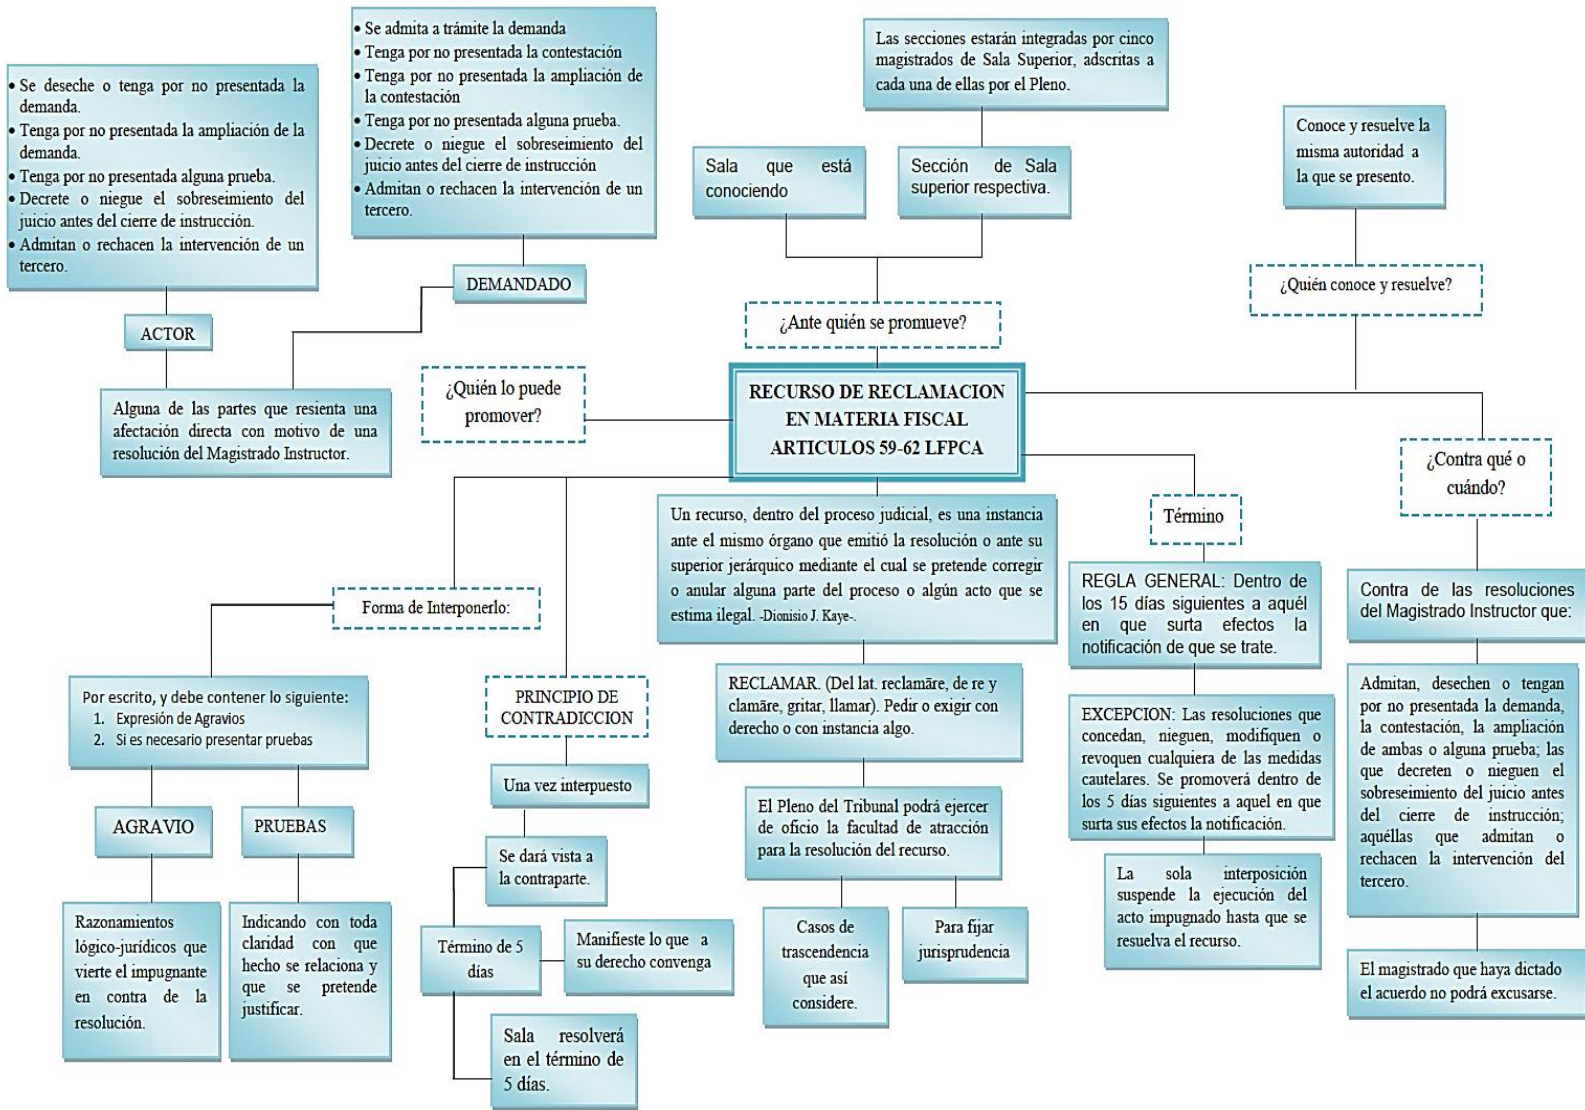 • Se deseche o tenga por no presentada la
demanda.
• Tenga por no presentada la ampliación de la
demanda.
• Tenga por no presentada alguna prueba.
• Decrete o niegue el sobreseimiento del
juicio antes del cierre de instrucción.
• Admitan o rechacen la intervención de un
tercero.
ACTOR
• Se admita a trámite la demanda
• Tenga por no presentada la contestación
• Tenga por no presentada la ampliación de
la contestación
• Tenga por no presentada alguna prueba.
• Decrete o niegue el sobreseimiento del
juicio antes del cierre de instrucción
• Admitan o rechacen la intervención de un
tercero.
DEMANDADO
Alguna de las partes que resienta una
afectación directa con motivo de una
resolución del Magistrado Instructor.
¿Quién lo puede
promover?
Las secciones estarán integradas por cinco
magistrados de Sala Superior, adscritas a
cada una de ellas por el Pleno.
Sala que está
conociendo
Sección de Sala
superior respectiva.
¿Ante quién se promueve?
Conoce y resuelve la
misma autoridad a
la que se presento.
¿Quién conoce y resuelve?
RECURSO DE RECLAMACION
EN MATERIA FISCAL
ARTICULOS 59-62 LFPCA
Forma de Interponerlo:
Por escrito, y debe contener lo siguiente:
1. Expresión de Agravios
2. Si es necesario presentar pruebas
AGRAVIO
PRUEBAS
Razonamientos
lógico-jurídicos que
vierte el impugnante
en contra de la
resolución.
Indicando con toda
claridad con que
hecho se relaciona y
que se pretende
justificar.
PRINCIPIO DE
CONTRADICCION
Una vez interpuesto
Se dará vista a
la contraparte.
Término de 5
días
Manifieste lo que a
su derecho convenga
Sala resolverá
en el término de
5 días.
Un recurso, dentro del proceso judicial, es una instancia
ante el mismo órgano que emitió la resolución o ante su
superior jerárquico mediante el cual se pretende corregir
o anular alguna parte del proceso o algún acto que se
estima ilegal. -Dionisio J. Kaye-.
RECLAMAR. (Del lat. reclamāre, de re y
clamāre, gritar, llamar). Pedir o exigir con
derecho o con instancia algo.
El Pleno del Tribunal podrá ejercer
de oficio la facultad de atracción
para la resolución del recurso.
Casos de
trascendencia
que así
considere.
Para fijar
jurisprudencia
Término
REGLA GENERAL: Dentro de
los 15 días siguientes a aquél
en que surta efectos la
notificación de que se trate.
EXCEPCION: Las resoluciones que
concedan, nieguen, modifiquen o
revoquen cualquiera de las medidas
cautelares. Se promoverá dentro de
los 5 días siguientes a aquel en que
surta sus efectos la notificación.
La sola interposición
suspende la ejecución del
acto impugnado hasta que se
resuelva el recurso.
¿Contra qué o
cuándo?
Contra de las resoluciones
del Magistrado Instructor que:
Admitan, desechen o tengan
por no presentada la demanda,
la contestación, la ampliación
de ambas o alguna prueba; las
que decreten o nieguen el
sobreseimiento del juicio antes
del cierre de instrucción;
aquéllas que admitan o
rechacen la intervención del
tercero.
El magistrado que haya dictado
el acuerdo no podrá excusarse.